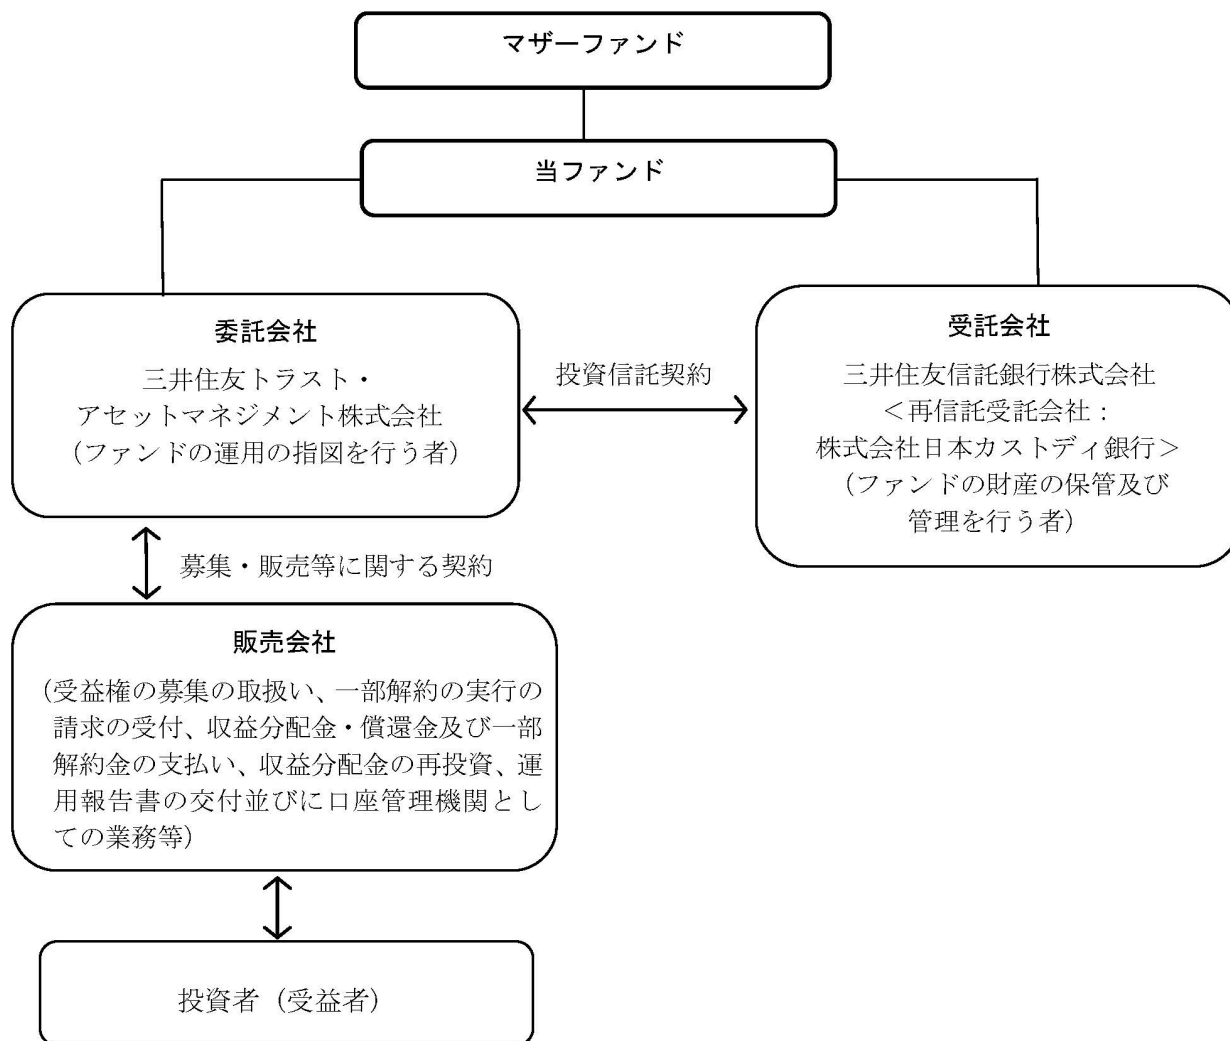 マザーファンド
当ファンド
委託会社
三井住友トラスト・
アセットマネジメント株式会社
（ファンドの運用の指図を行う者）
投資信託契約
受託会社
三井住友信託銀行株式会社
＜再信託受託会社：
株式会社日本カストディ銀行＞
（ファンドの財産の保管及び
管理を行う者）
募集・販売等に関する契約
販売会社
（受益権の募集の取扱い、一部解約の実行の
請求の受付、収益分配金・償還金及び一部
解約金の支払い、収益分配金の再投資、運
用報告書の交付並びに口座管理機関とし
ての業務等）
投資者（受益者）